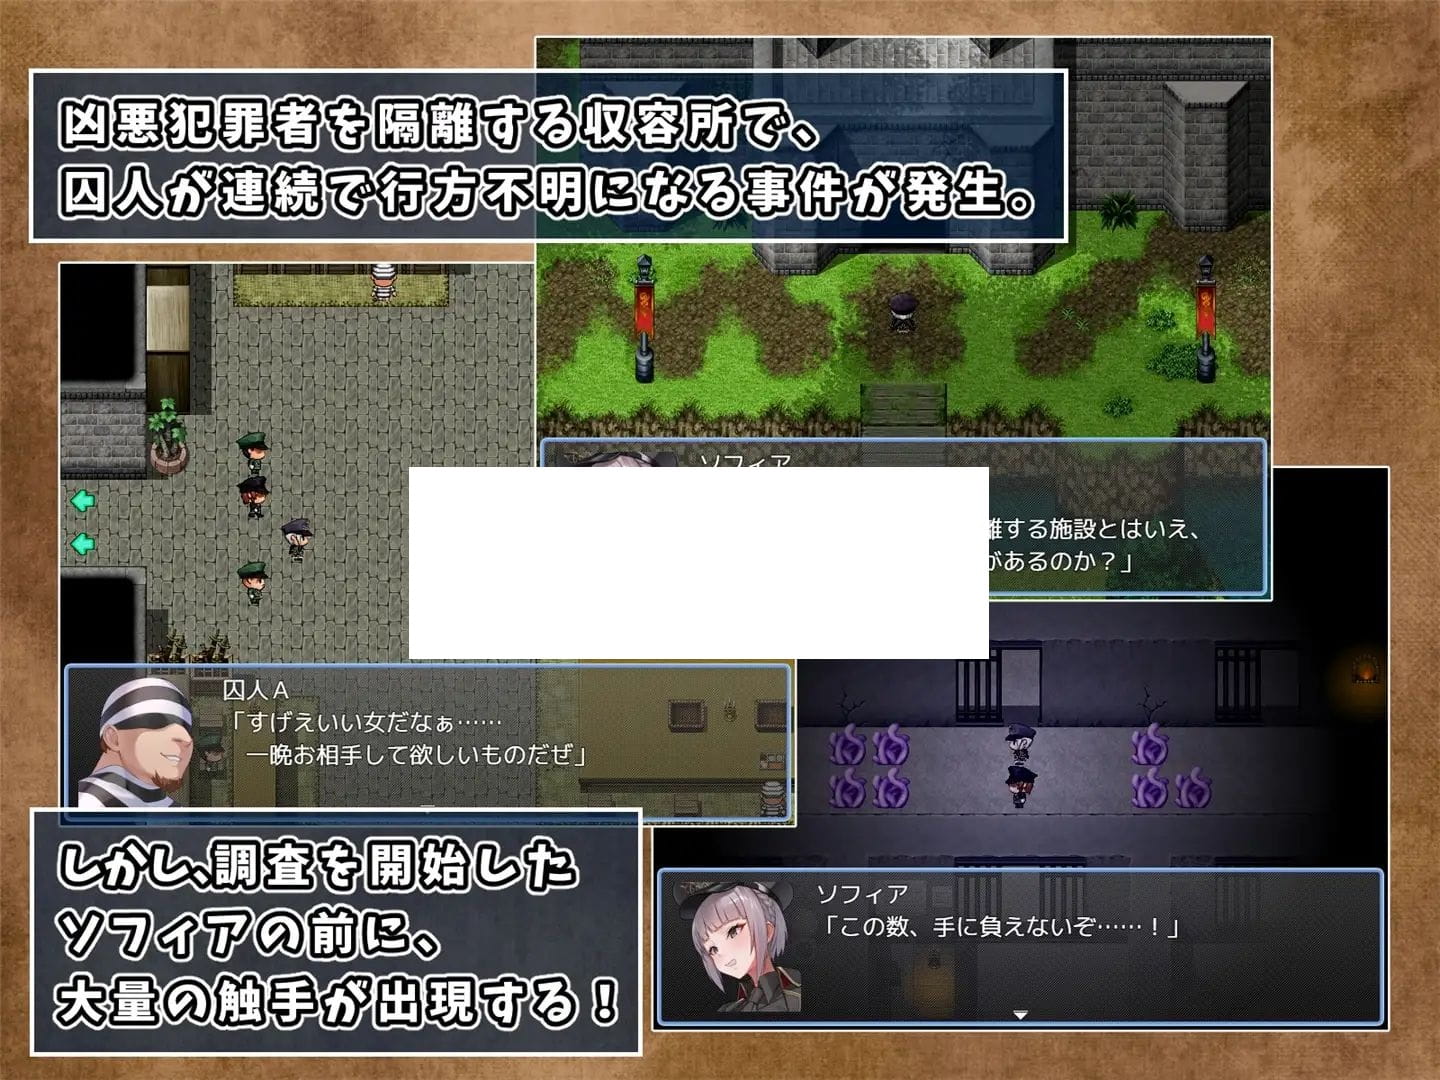 凶悪犯罪者を隔離する収容所で、
囚人が連続で行方不明になる事件が発生。
ソフィア
する施設とはいえ、
があるのか？」
囚人Ａ
「すげえいい女だなぁ……
一晩お相手して欲しいものだぜ」
しかし、調査を開始した
ソフィアの前に、
大量の触手が出現する！
ソフィア
「この数、手に負えないぞ……！」